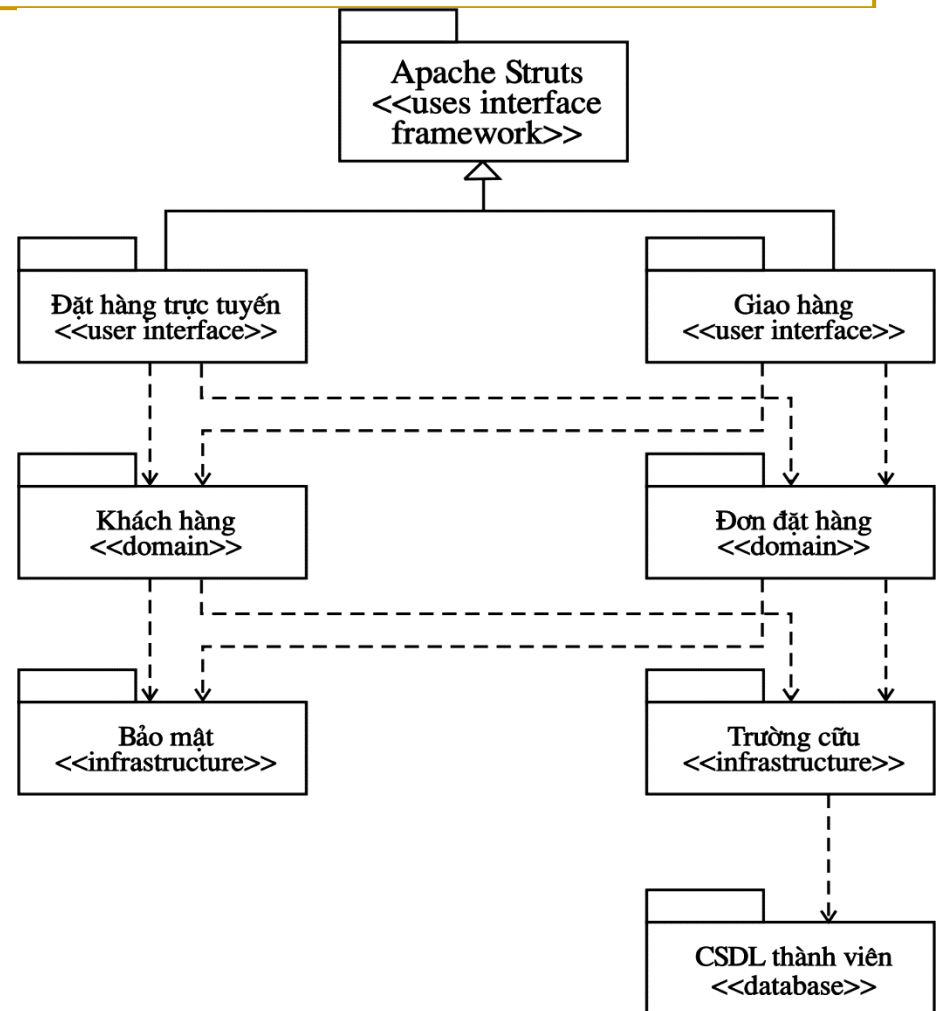 Apache Struts
<<uses interface
framework>>
Đặt hàng trực tuyến
<<user interface>>
Giao hàng
<<user interface>>
Khách hàng
<<domain>>
Đơn đặt hàng
<<domain>>
Bảo mật
<<infrastructure>>
Trường cữu
<<infrastructure>>
CSDL thành viên
<<database>>